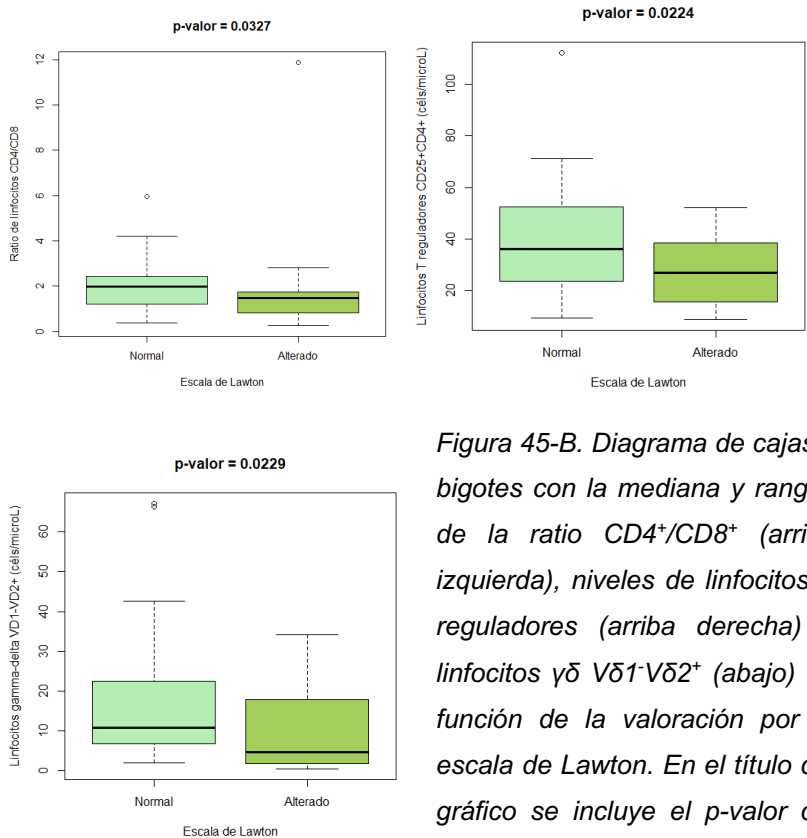 p-valor = 0.0327
Ratio de linfocitos CD4/CD8
12
10
8
6
4
2
0
Normal
Alterado
Escala de Lawton
p-valor = 0.0224
Linfocitos T reguladores CD25+CD4+ (céls/microL)
100
80
60
40
20
Normal
Alterado
Escala de Lawton
p-valor = 0.0229
Linfocitos gamma-delta VD1-VD2+ (céls/microL)
60
50
40
30
20
10
0
Normal
Alterado
Escala de Lawton
Figura 45-B. Diagrama de cajas
bigotes con la mediana y rang
de la ratio CD4⁺/CD8⁺ (arri
izquierda), niveles de linfocitos
reguladores (arriba derecha)
linfocitos γδ Vδ1⁻Vδ2⁺ (abajo)
función de la valoración por
escala de Lawton. En el título d
gráfico se incluye el p-valor d